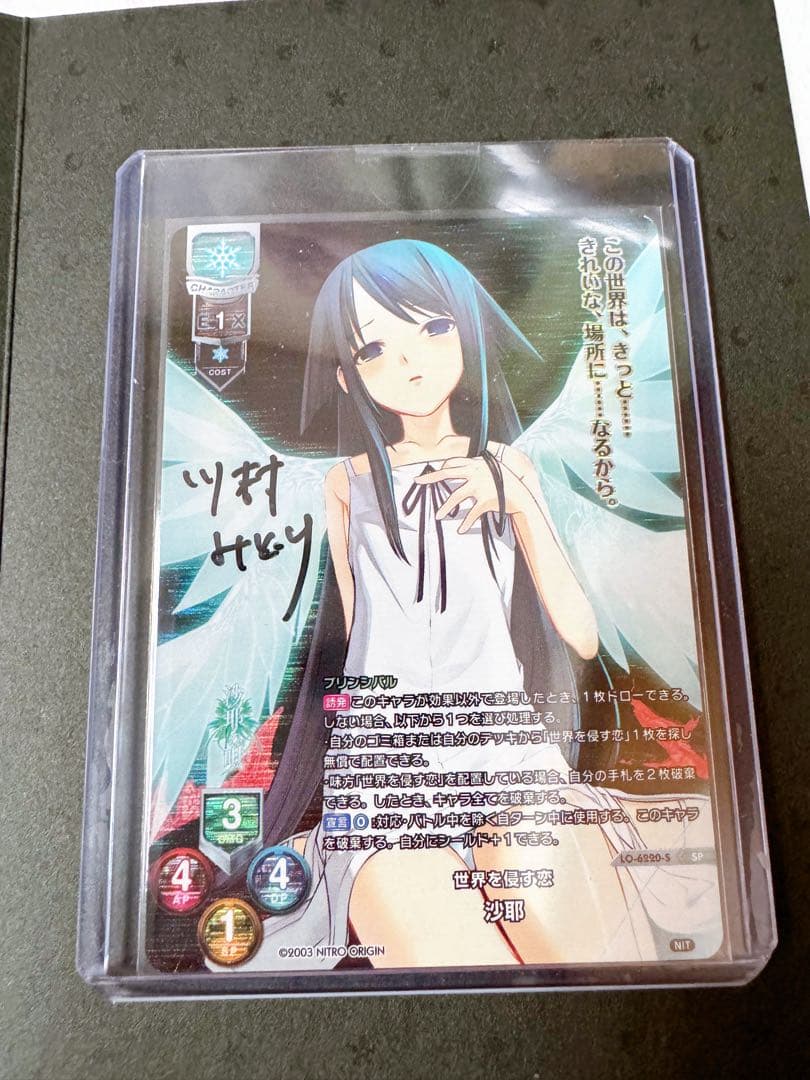 CHARACTER
EX
1
COST
この世界は、きっと……
きれいな、場所に……なるから。
川村
みどり
沙耶の唄
プリンシパル
誘発 このキャラが効果以外で登場したとき、1枚ドローできる。
しない場合、以下から1つを選び処理する。
・自分のゴミ箱または自分のデッキから「世界を侵す恋」1枚を探し
無償で配置できる。
・味方「世界を侵す恋」を配置している場合、自分の手札を2枚破棄
できる。したとき、キャラ全てを破棄する。
宣言 0:対応・バトル中を除く自ターン中に使用する。このキャラ
を破棄する。自分にシールド+1できる。
3
DMG
4
AP
4
DP
1
SP
LO-6220-S SP
世界を侵す恋
沙耶
©2003 NITRO ORIGIN
NIT